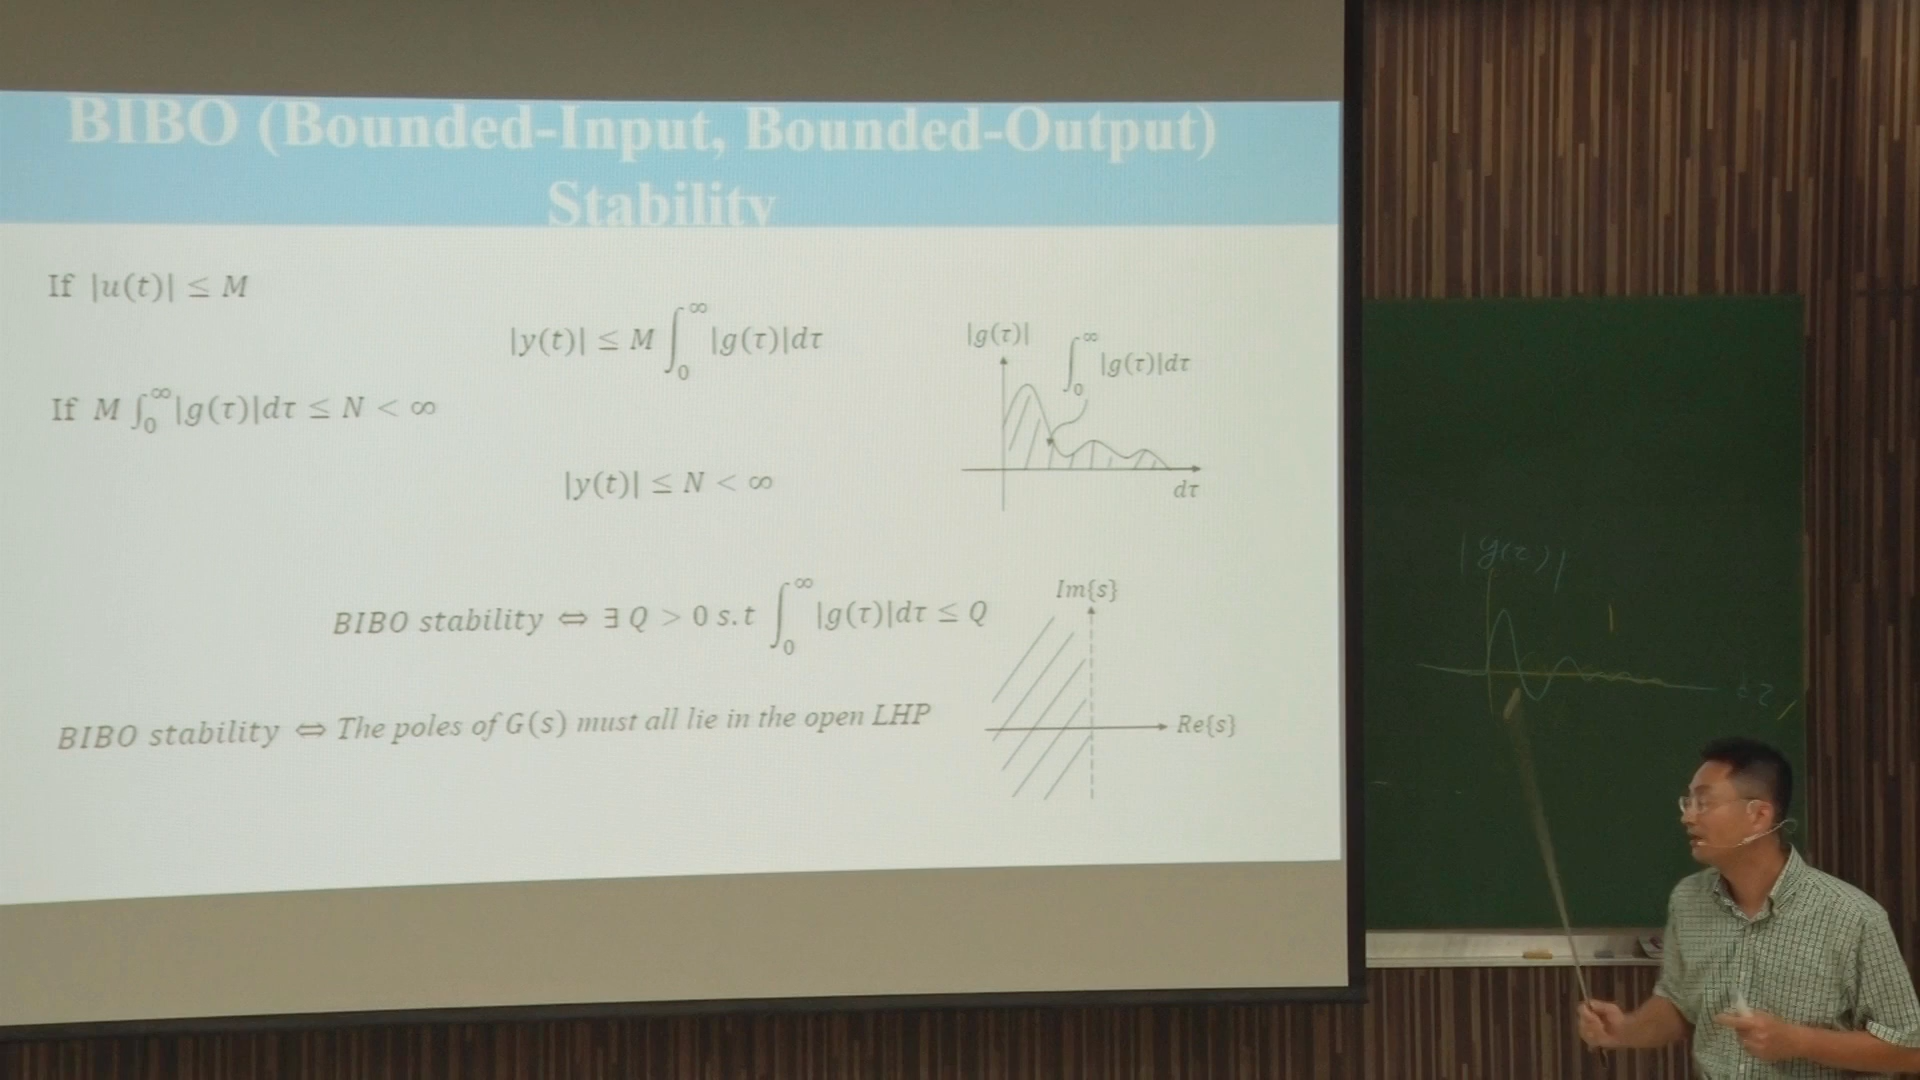 BIBO (Bounded-Input, Bounded-Output)
Stability
If |u(t)| ≤ M
|y(t)| ≤ M ∫₀^∞ |g(τ)|dτ
If M ∫₀^∞ |g(τ)|dτ ≤ N < ∞
|y(t)| ≤ N < ∞
|g(τ)|
∫₀^∞ |g(τ)|dτ
dτ
BIBO stability ⇔ ∃ Q > 0 s.t ∫₀^∞ |g(τ)|dτ ≤ Q
BIBO stability ⇔ The poles of G(s) must all lie in the open LHP
Im{s}
Re{s}
|g(τ)|